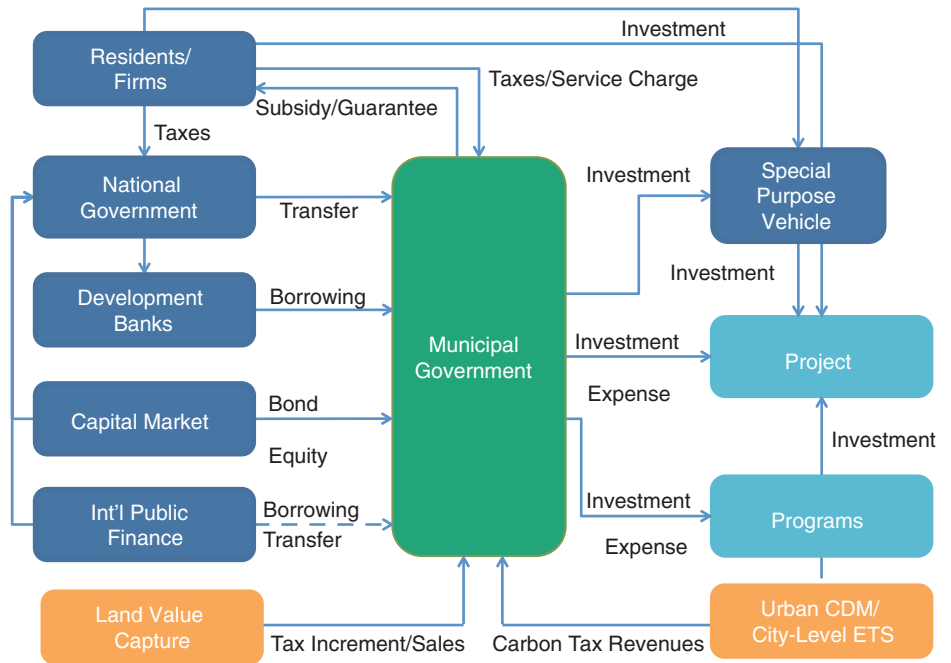 Residents/
Firms
Investment
Taxes/Service Charge
Subsidy/Guarantee
Taxes
National
Government
Transfer
Investment
Special
Purpose
Vehicle
Investment
Development
Banks
Borrowing
Municipal
Government
Investment
Expense
Project
Capital Market
Bond
Equity
Investment
Int'l Public
Finance
Borrowing
Transfer
Investment
Expense
Programs
Land Value
Capture
Tax Increment/Sales
Carbon Tax Revenues
Urban CDM/
City-Level ETS